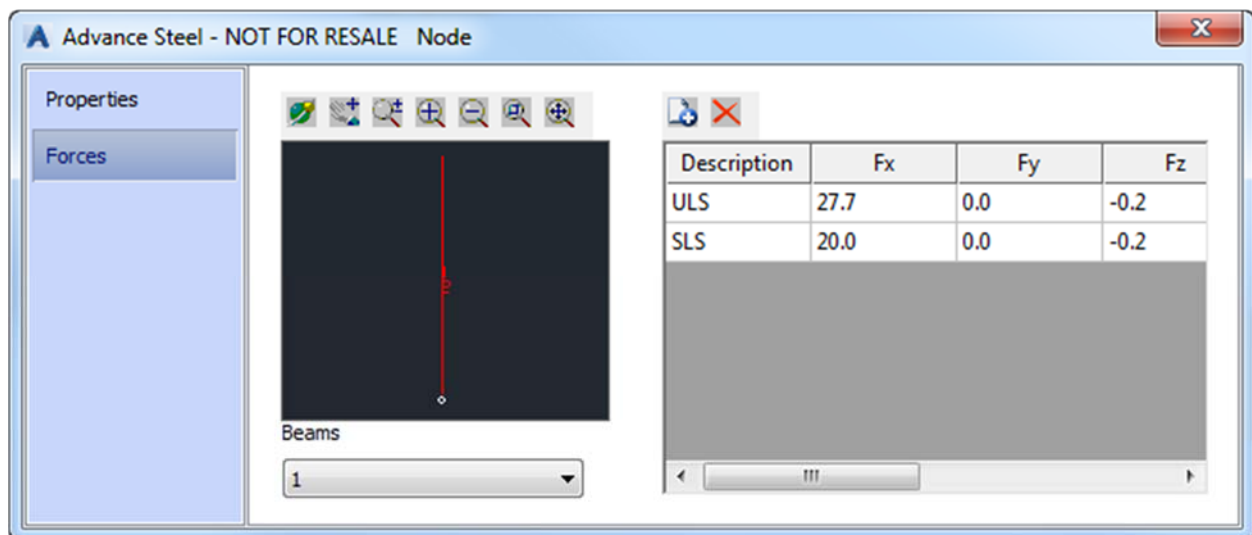 Advance Steel - NOT FOR RESALE Node
Properties
Forces
Beams
1
Description Fx Fy Fz
ULS 27.7 0.0 -0.2
SLS 20.0 0.0 -0.2